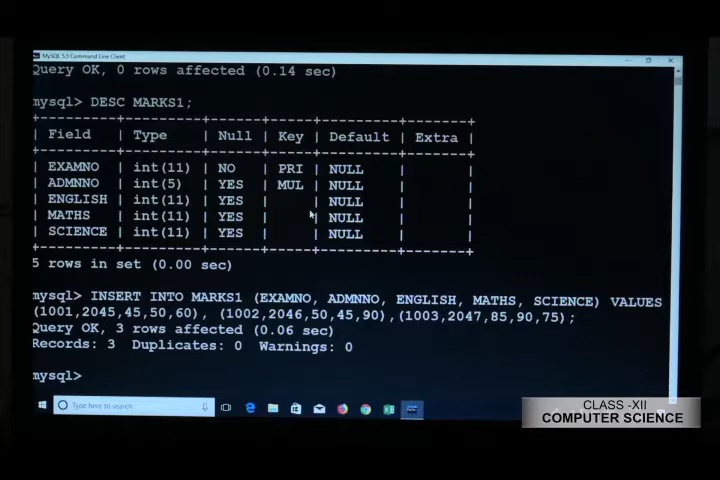 MySQL 5.5 Command Line Client
Query OK, 0 rows affected (0.14 sec)
mysql> DESC MARKS1;
+---------+---------+------+-----+---------+-------+
| Field | Type | Null | Key | Default | Extra |
+---------+---------+------+-----+---------+-------+
| EXAMNO | int(11) | NO | PRI | NULL | |
| ADMNNO | int(5) | YES | MUL | NULL | |
| ENGLISH | int(11) | YES | | NULL | |
| MATHS | int(11) | YES | | NULL | |
| SCIENCE | int(11) | YES | | NULL | |
+---------+---------+------+-----+---------+-------+
5 rows in set (0.00 sec)
mysql> INSERT INTO MARKS1 (EXAMNO, ADMNNO, ENGLISH, MATHS, SCIENCE) VALUES
(1001,2045,45,50,60), (1002,2046,50,45,90),(1003,2047,85,90,75);
Query OK, 3 rows affected (0.06 sec)
Records: 3 Duplicates: 0 Warnings: 0
mysql>
Type here to search
CLASS -XII
COMPUTER SCIENCE